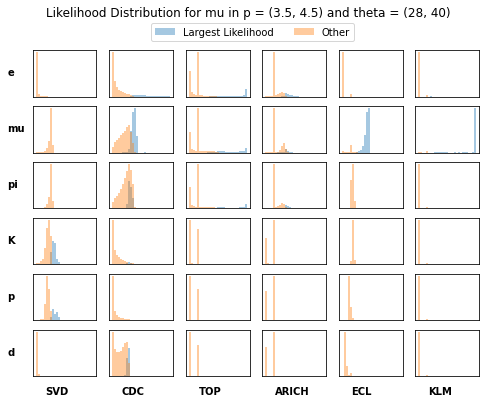 Likelihood Distribution for mu in p = (3.5, 4.5) and theta = (28, 40)
Largest Likelihood Other
e
mu
pi
K
p
d
SVD CDC TOP ARICH ECL KLM